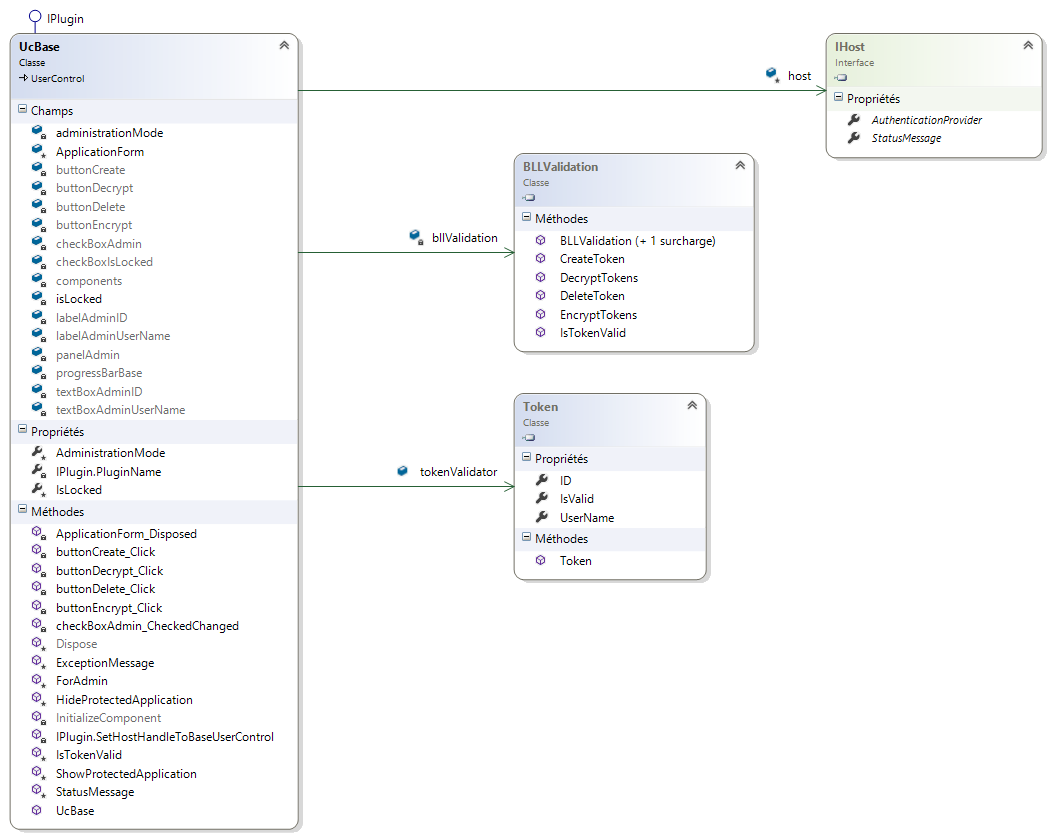 IPlugin
UcBase
Classe
UserControl
Champs
administrationMode
ApplicationForm
buttonCreate
buttonDecrypt
buttonDelete
buttonEncrypt
checkBoxAdmin
checkBoxIsLocked
components
isLocked
labelAdminID
labelAdminUserName
panelAdmin
progressBarBase
textBoxAdminID
textBoxAdminUserName
Propriétés
AdministrationMode
IPlugin.PluginName
IsLocked
Méthodes
ApplicationForm_Disposed
buttonCreate_Click
buttonDecrypt_Click
buttonDelete_Click
buttonEncrypt_Click
checkBoxAdmin_CheckedChanged
Dispose
ExceptionMessage
ForAdmin
HideProtectedApplication
InitializeComponent
IPlugin.SetHostHandleToBaseUserControl
IsTokenValid
ShowProtectedApplication
StatusMessage
UcBase
host
IHost
Interface
Propriétés
AuthenticationProvider
StatusMessage
bllValidation
BLLValidation
Classe
Méthodes
BLLValidation (+ 1 surcharge)
CreateToken
DecryptTokens
DeleteToken
EncryptTokens
IsTokenValid
tokenValidator
Token
Classe
Propriétés
ID
IsValid
UserName
Méthodes
Token